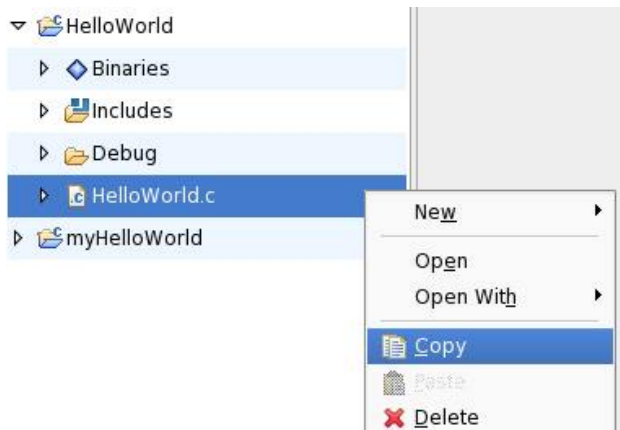 HelloWorld
Binaries
Includes
Debug
HelloWorld.c
myHelloWorld
New
Open
Open With
Copy
Paste
Delete